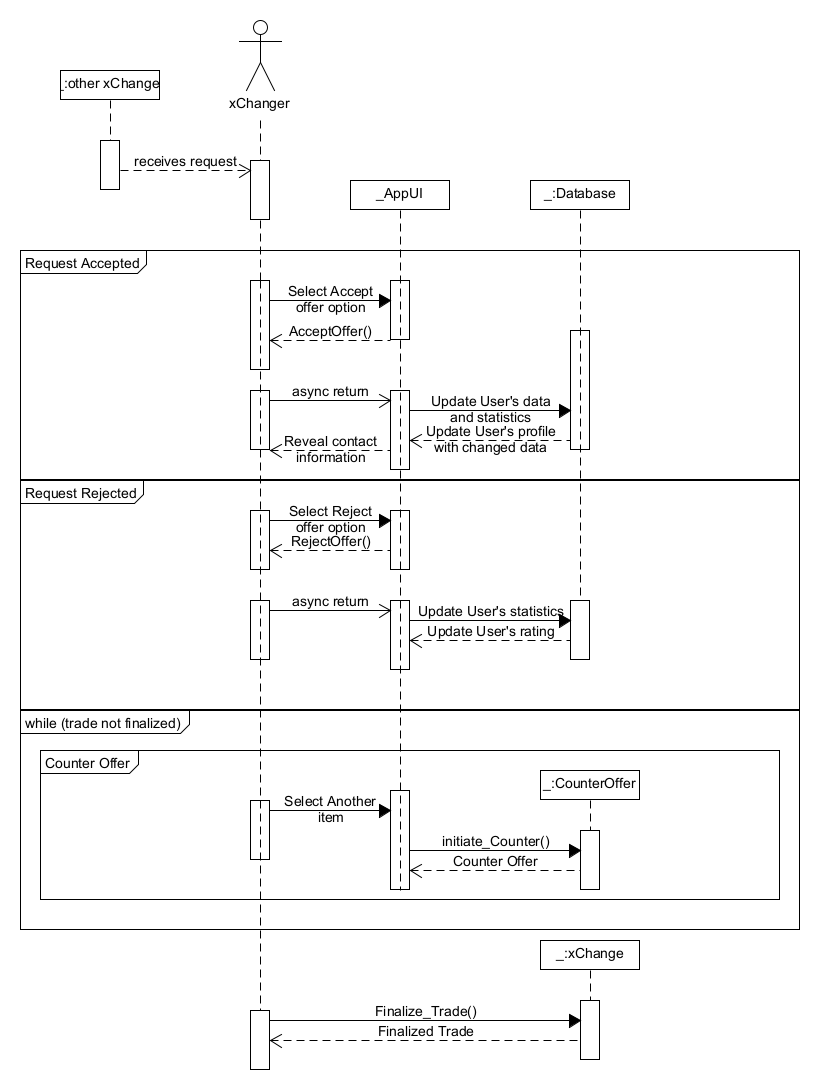 _:other xChange
xChanger
receives request
_AppUI
_:Database
Request Accepted
Select Accept
offer option
AcceptOffer()
async return
Update User's data
and statistics
Reveal contact
information
Update User's profile
with changed data
Request Rejected
Select Reject
offer option
RejectOffer()
async return
Update User's statistics
Update User's rating
while (trade not finalized)
Counter Offer
_:CounterOffer
Select Another
item
initiate_Counter()
Counter Offer
_:xChange
Finalize_Trade()
Finalized Trade